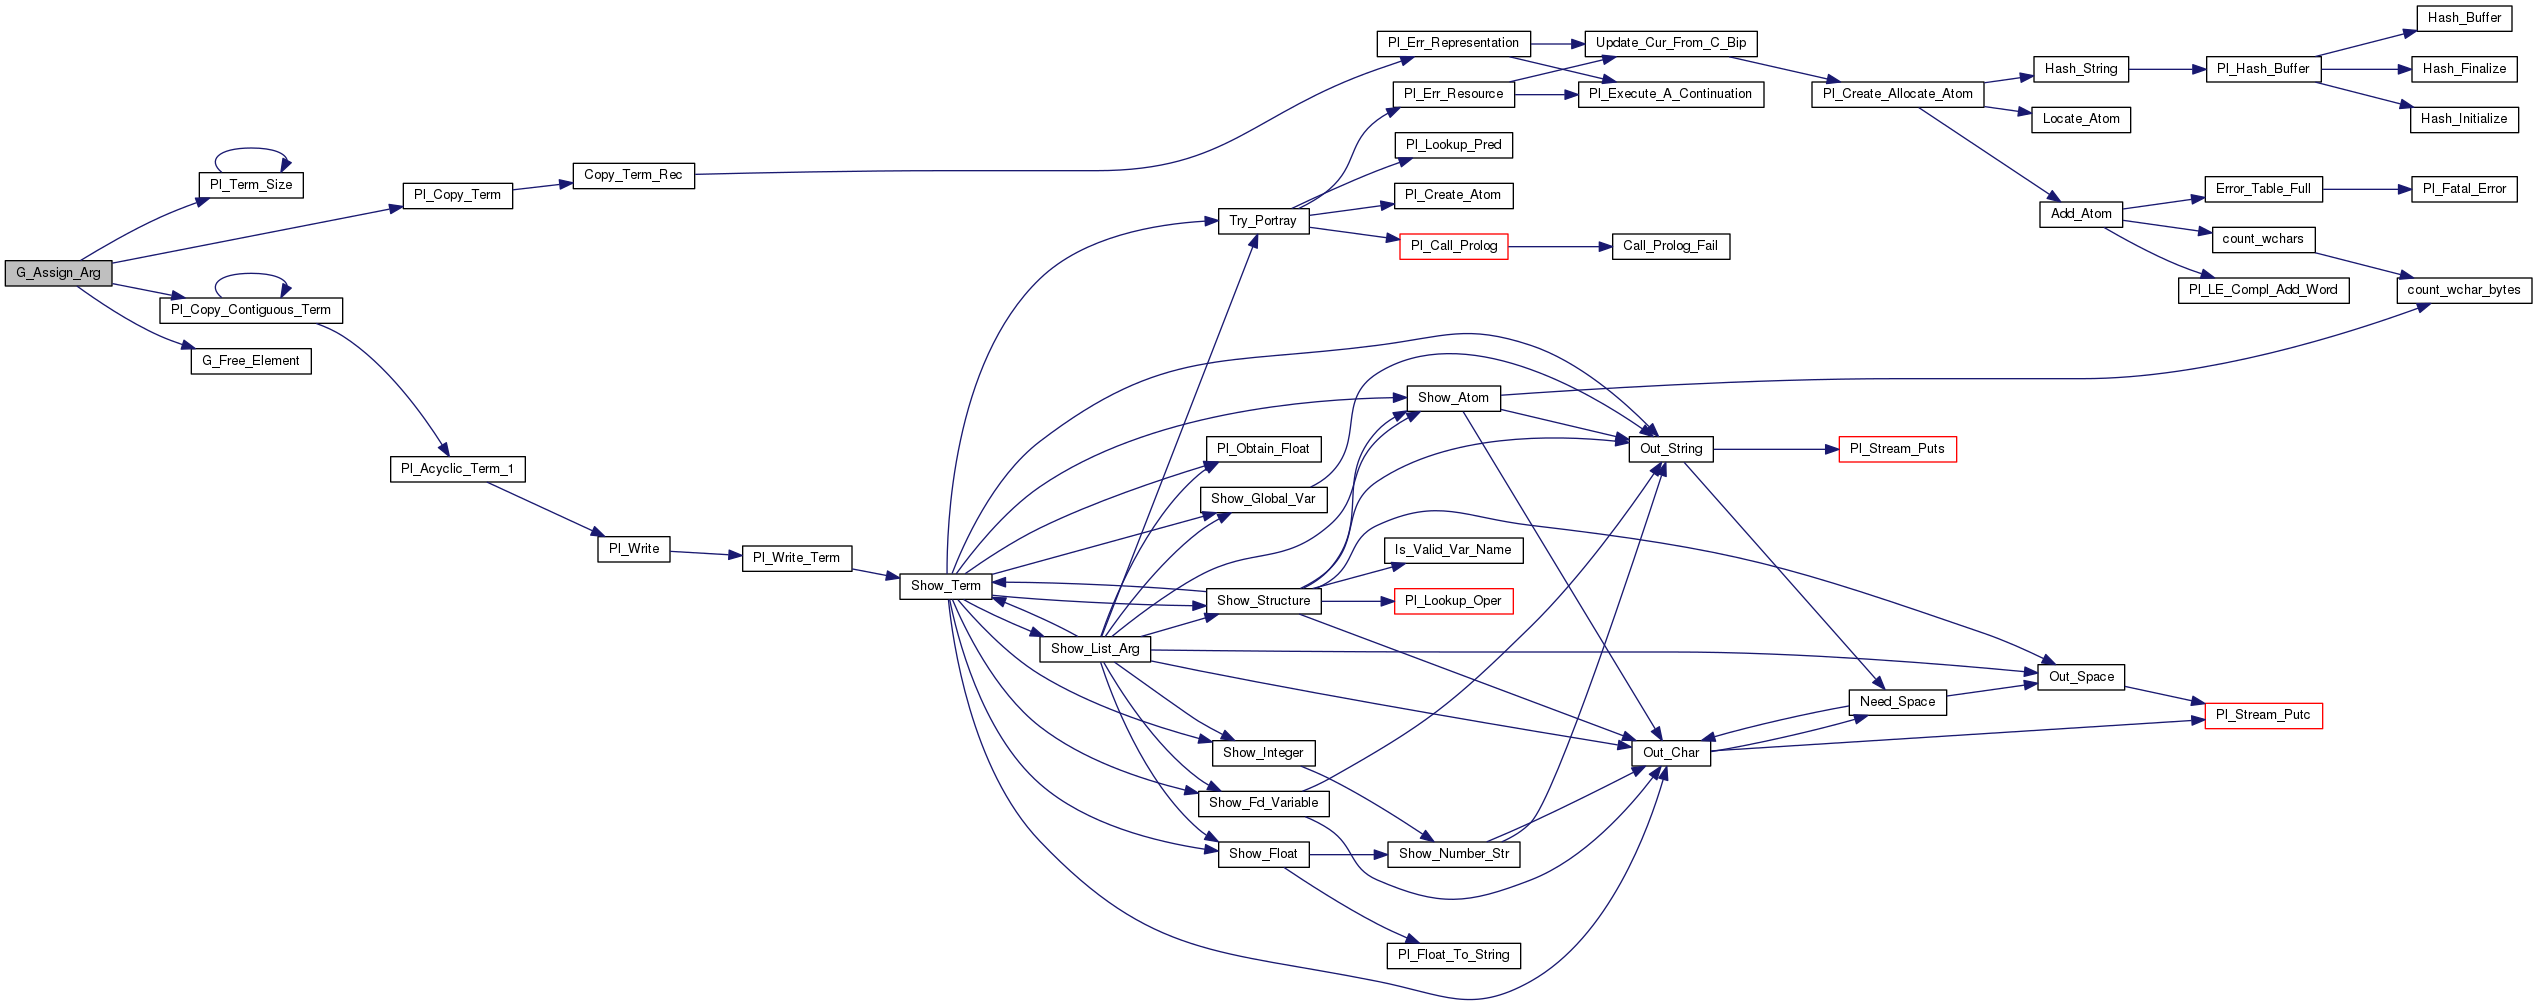 G_Assign_Arg
Pl_Term_Size
Pl_Copy_Term
Pl_Copy_Contiguous_Term
G_Free_Element
Copy_Term_Rec
Pl_Acyclic_Term_1
Pl_Write
Pl_Write_Term
Show_Term
Show_List_Arg
Try_Portray
Pl_Obtain_Float
Show_Global_Var
Show_Structure
Show_Integer
Show_Fd_Variable
Show_Float
Pl_Err_Representation
Pl_Err_Resource
Pl_Lookup_Pred
Pl_Create_Atom
Pl_Call_Prolog
Show_Atom
Is_Valid_Var_Name
Pl_Lookup_Oper
Show_Number_Str
Pl_Float_To_String
Update_Cur_From_C_Bip
Pl_Execute_A_Continuation
Call_Prolog_Fail
Out_String
Out_Char
Pl_Create_Allocate_Atom
Pl_Stream_Puts
Need_Space
Hash_String
Locate_Atom
Add_Atom
Out_Space
Pl_Hash_Buffer
Error_Table_Full
count_wchars
Pl_LE_Compl_Add_Word
Pl_Stream_Putc
Hash_Buffer
Hash_Finalize
Hash_Initialize
Pl_Fatal_Error
count_wchar_bytes